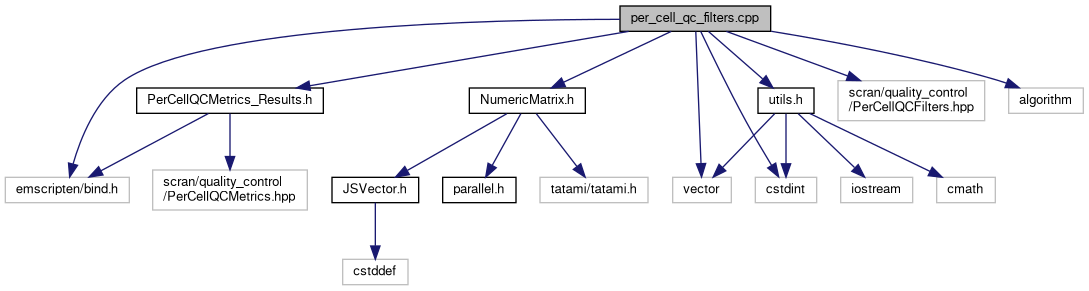 per_cell_qc_filters.cpp
PerCellQCMetrics_Results.h
NumericMatrix.h
utils.h
scran/quality_control
/PerCellQCFilters.hpp
algorithm
emscripten/bind.h
scran/quality_control
/PerCellQCMetrics.hpp
JSVector.h
parallel.h
tatami/tatami.h
vector
cstdint
iostream
cmath
cstddef